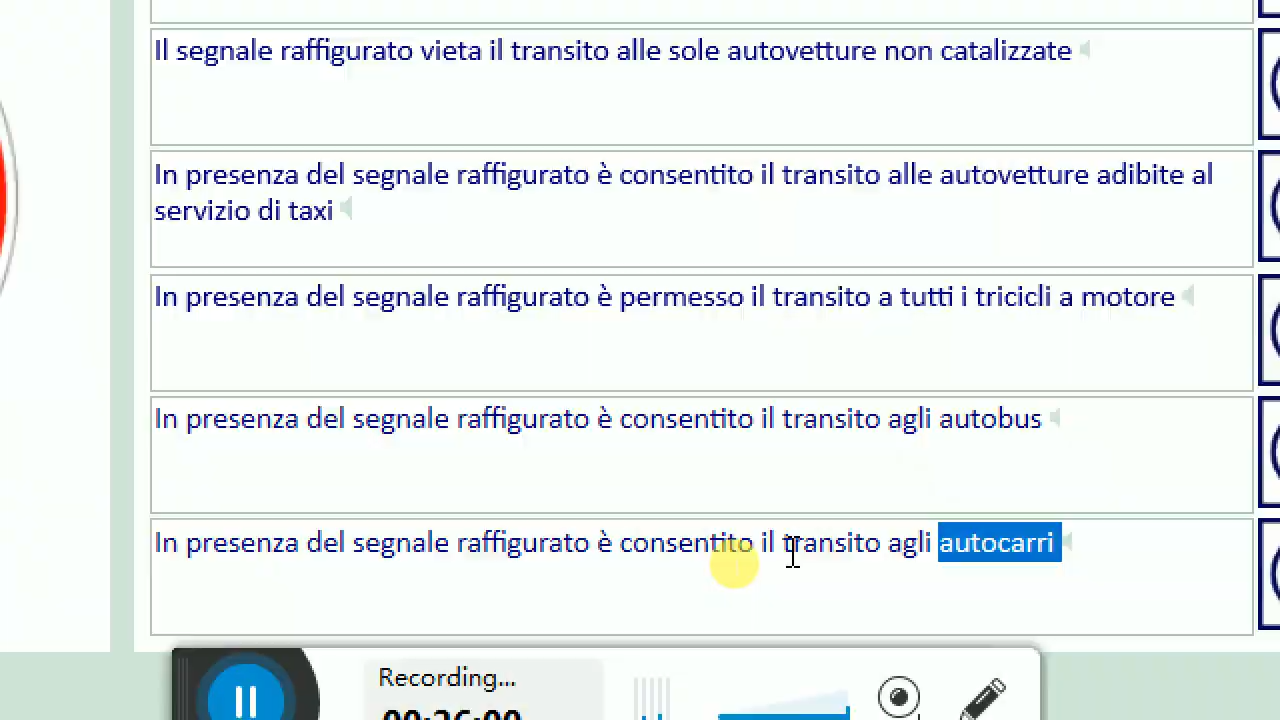 Il segnale raffigurato vieta il transito alle sole autovetture non catalizzate
In presenza del segnale raffigurato è consentito il transito alle autovetture adibite al
servizio di taxi
In presenza del segnale raffigurato è permesso il transito a tutti i tricicli a motore
In presenza del segnale raffigurato è consentito il transito agli autobus
In presenza del segnale raffigurato è consentito il transito agli autocarri
Recording...